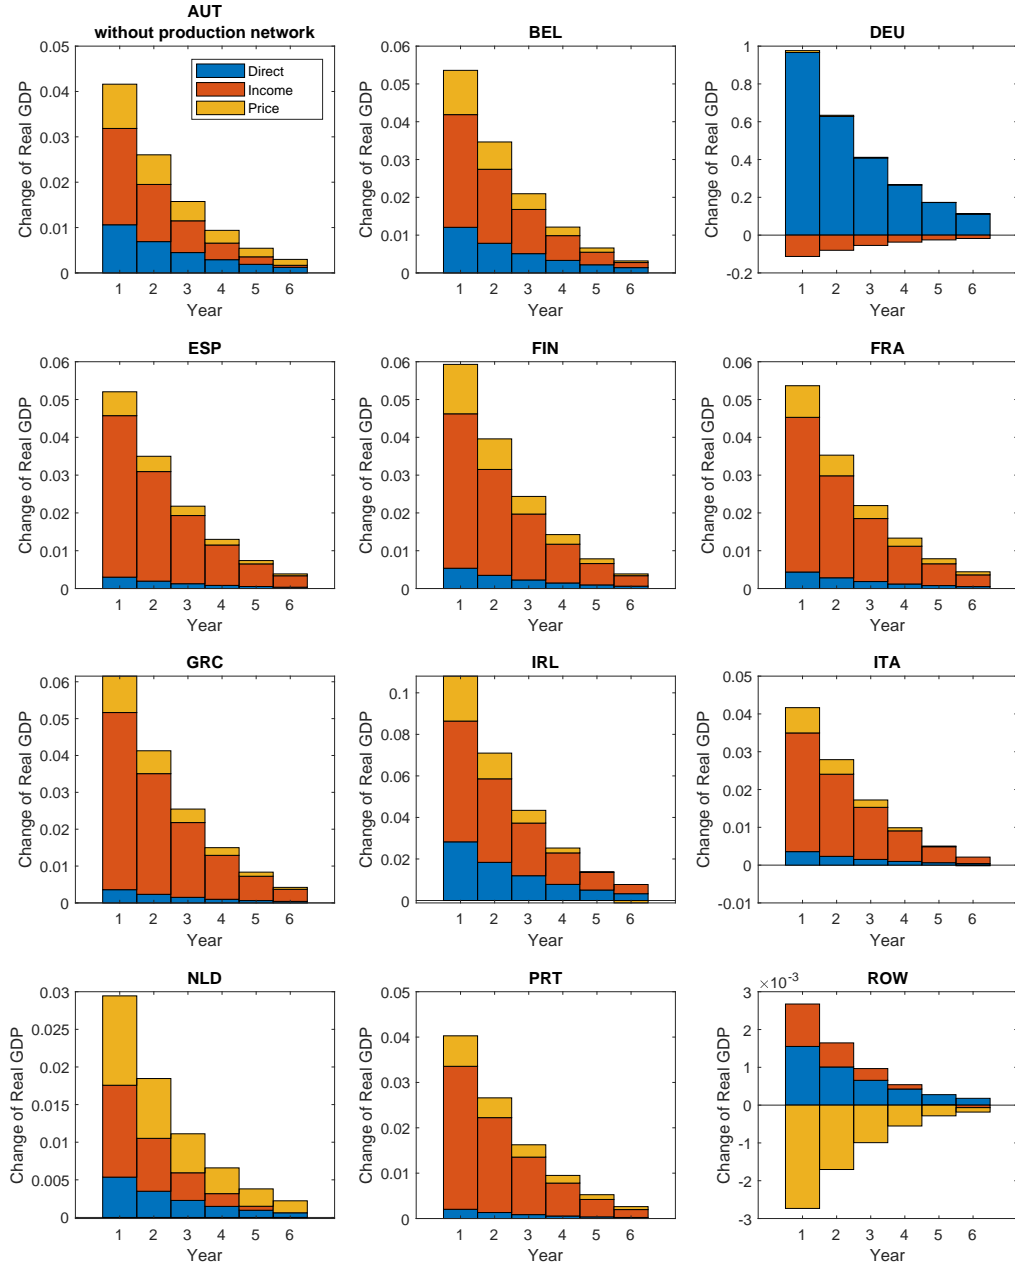 AUT
without production network
Change of Real GDP
0.05
0.04
0.03
0.02
0.01
0
Direct
Income
Price
1 2 3 4 5 6
Year
BEL
Change of Real GDP
0.06
0.05
0.04
0.03
0.02
0.01
0
1 2 3 4 5 6
Year
DEU
Change of Real GDP
1
0.8
0.6
0.4
0.2
0
-0.2
1 2 3 4 5 6
Year
ESP
Change of Real GDP
0.06
0.05
0.04
0.03
0.02
0.01
0
1 2 3 4 5 6
Year
FIN
Change of Real GDP
0.06
0.05
0.04
0.03
0.02
0.01
0
1 2 3 4 5 6
Year
FRA
Change of Real GDP
0.06
0.05
0.04
0.03
0.02
0.01
0
1 2 3 4 5 6
Year
GRC
Change of Real GDP
0.06
0.05
0.04
0.03
0.02
0.01
0
1 2 3 4 5 6
Year
IRL
Change of Real GDP
0.1
0.08
0.06
0.04
0.02
0
1 2 3 4 5 6
Year
ITA
Change of Real GDP
0.05
0.04
0.03
0.02
0.01
0
-0.01
1 2 3 4 5 6
Year
NLD
Change of Real GDP
0.03
0.025
0.02
0.015
0.01
0.005
0
1 2 3 4 5 6
Year
PRT
Change of Real GDP
0.05
0.04
0.03
0.02
0.01
0
1 2 3 4 5 6
Year
ROW
×10-3
Change of Real GDP
3
2
1
0
-1
-2
-3
1 2 3 4 5 6
Year